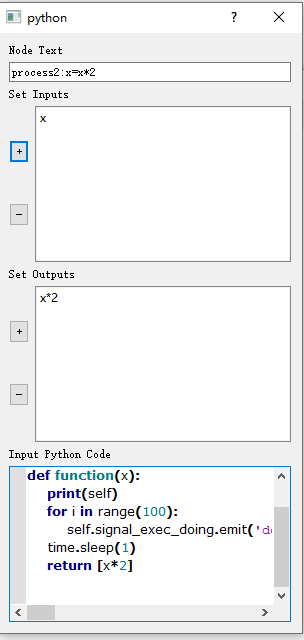 python
Node Text
process2:x=x*2
Set Inputs
x
+
-
Set Outputs
x*2
+
-
Input Python Code
def function(x):
    print(self)
    for i in range(100):
        self.signal_exec_doing.emit('d
    time.sleep(1)
    return [x*2]